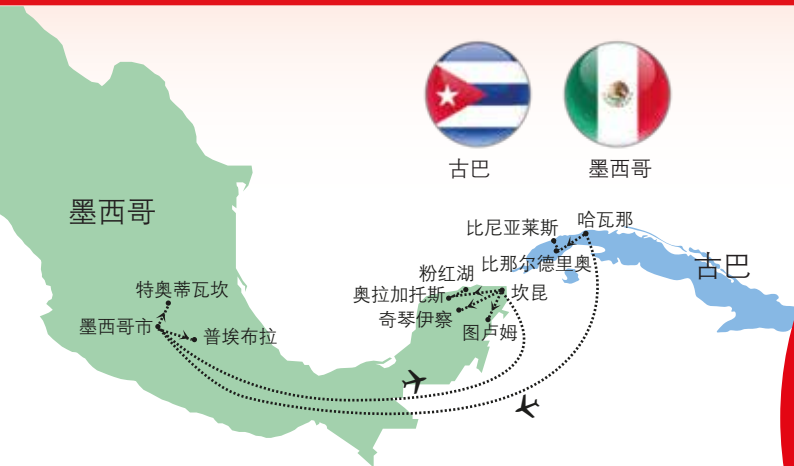 古巴
墨西哥
墨西哥
哈瓦那
比尼亚莱斯
比那尔德里奥
古巴
粉红湖
特奥蒂瓦坎
奥拉加托斯
坎昆
奇琴伊察
墨西哥市
普埃布拉
图卢姆